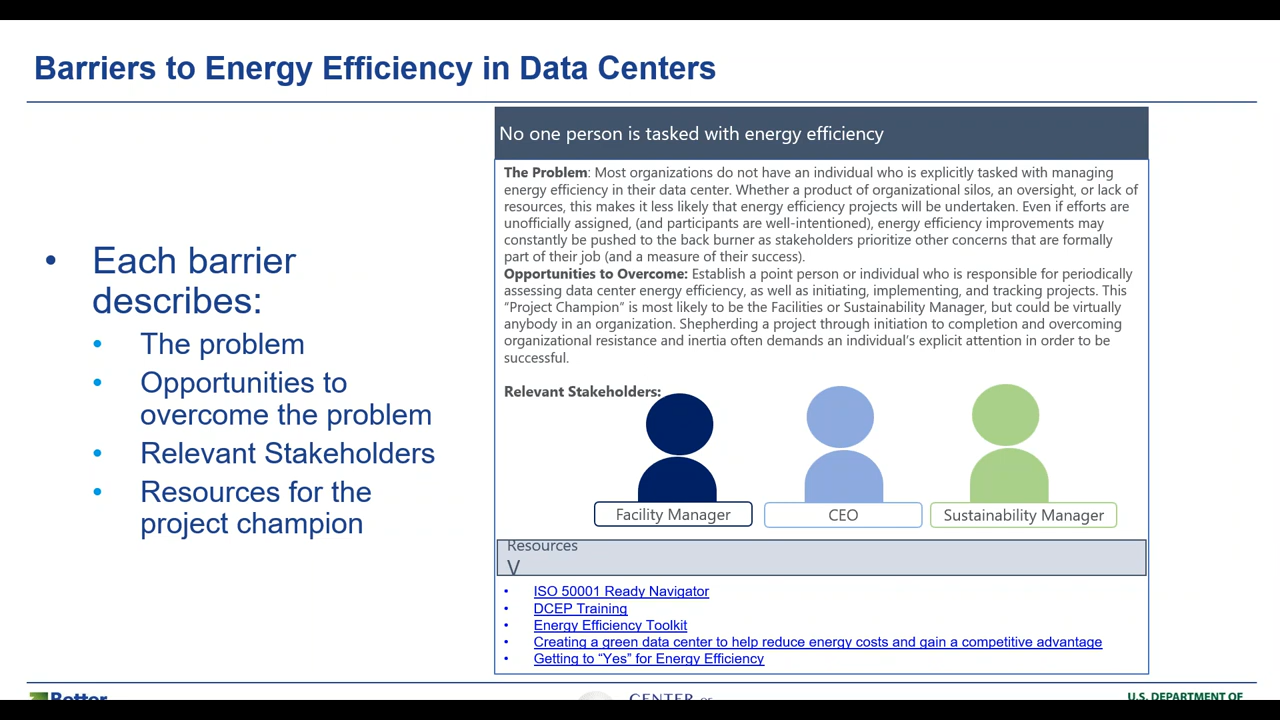 Barriers to Energy Efficiency in Data Centers
• Each barrier
describes:
• The problem
• Opportunities to
overcome the problem
• Relevant Stakeholders
• Resources for the
project champion
No one person is tasked with energy efficiency
The Problem: Most organizations do not have an individual who is explicitly tasked with managing
energy efficiency in their data center. Whether a product of organizational silos, an oversight, or lack of
resources, this makes it less likely that energy efficiency projects will be undertaken. Even if efforts are
unofficially assigned, (and participants are well-intentioned), energy efficiency improvements may
constantly be pushed to the back burner as stakeholders prioritize other concerns that are formally
part of their job (and a measure of their success).
Opportunities to Overcome: Establish a point person or individual who is responsible for periodically
assessing data center energy efficiency, as well as initiating, implementing, and tracking projects. This
“Project Champion” is most likely to be the Facilities or Sustainability Manager, but could be virtually
anybody in an organization. Shepherding a project through initiation to completion and overcoming
organizational resistance and inertia often demands an individual’s explicit attention in order to be
successful.
Relevant Stakeholders:
Facility Manager
CEO
Sustainability Manager
Resources
V
• ISO 50001 Ready Navigator
• DCEP Training
• Energy Efficiency Toolkit
• Creating a green data center to help reduce energy costs and gain a competitive advantage
• Getting to “Yes” for Energy Efficiency
Better
CENTER OF
U.S. DEPARTMENT OF